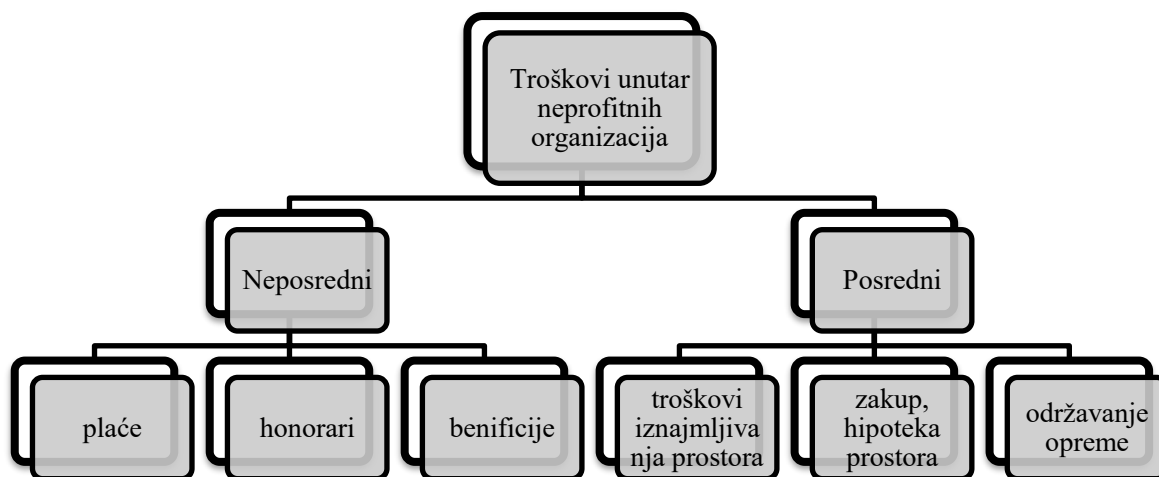 Troškovi unutar
neprofitnih
organizacija
Neposredni
Posredni
plaće
honorari
benificije
troškovi
iznajmljiva
nja prostora
zakup,
hipoteka
prostora
održavanje
opreme